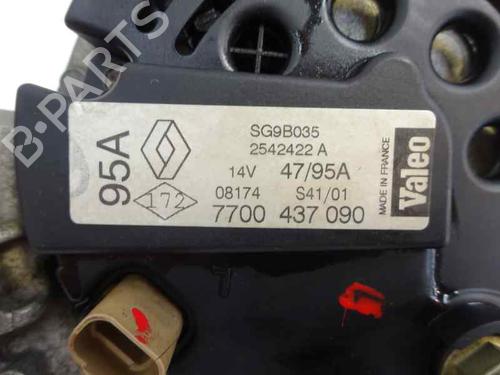 B-PARTS
95A
172
SG9B035
2542422 A
14V 47/95A
08174 S41/01
7700 437 090
MADE IN FRANCE
Valeo